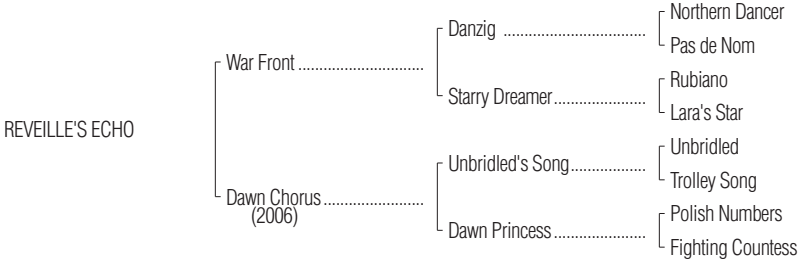 Northern Dancer
Danzig ..................................
Pas de Nom
War Front ..............................
Rubiano
Starry Dreamer......................
Lara's Star
REVEILLE'S ECHO
Unbridled
Unbridled's Song..................
Trolley Song
Dawn Chorus........................
(2006)
Polish Numbers
Dawn Princess......................
Fighting Countess